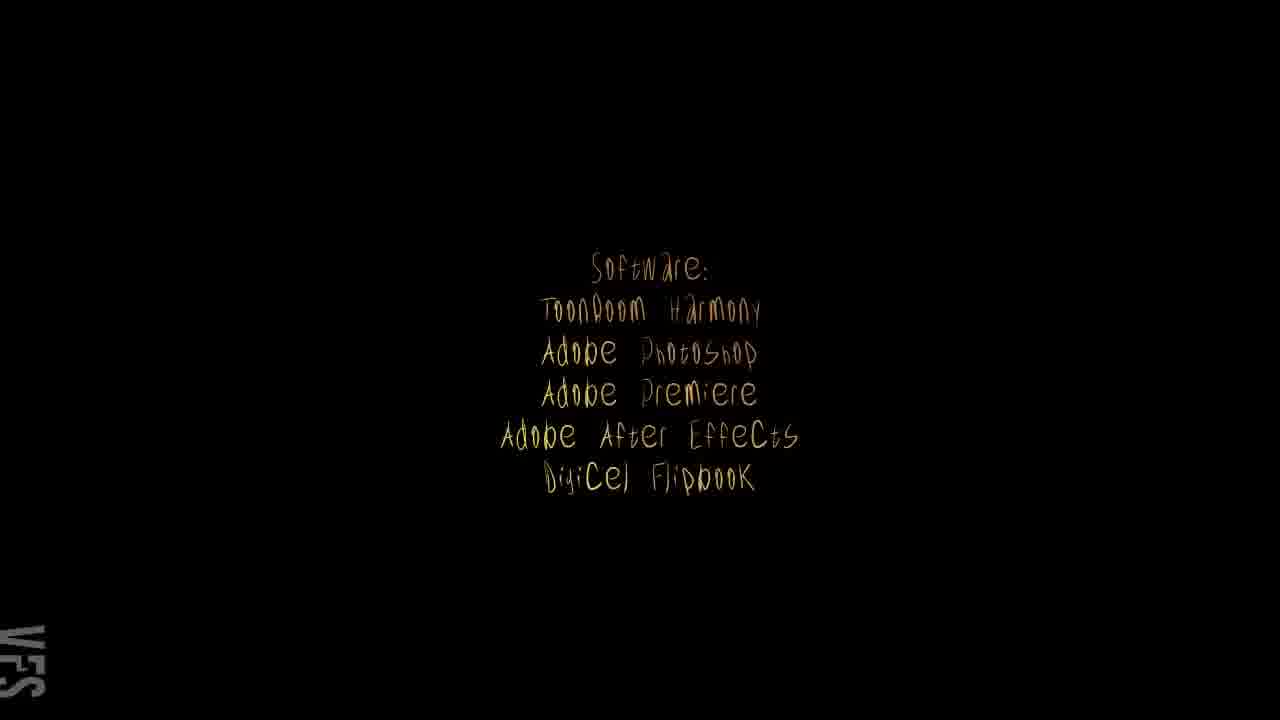 Software:
ToonBoom Harmony
Adobe Photoshop
Adobe Premiere
Adobe After Effects
DigiCel Flipbook
VFS